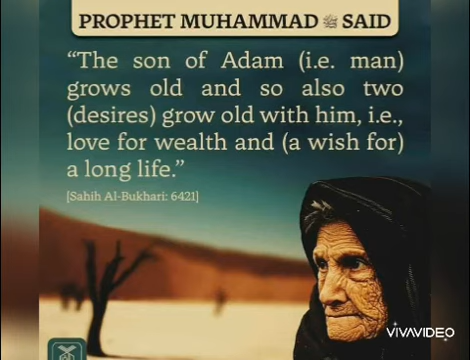 PROPHET MUHAMMAD ﷺ SAID
“The son of Adam (i.e. man)
grows old and so also two
(desires) grow old with him, i.e.,
love for wealth and (a wish for)
a long life.”
[Sahih Al-Bukhari: 6421]
VIVAVIDEO